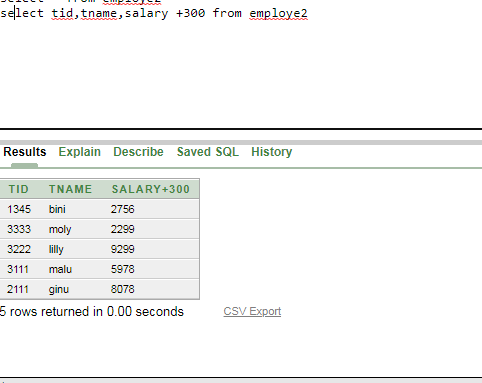 select * from employe2
select tid,tname,salary +300 from employe2
Results Explain Describe Saved SQL History
TID TNAME SALARY+300
1345 bini 2756
3333 moly 2299
3222 lilly 9299
3111 malu 5978
2111 ginu 8078
5 rows returned in 0.00 seconds CSV Export